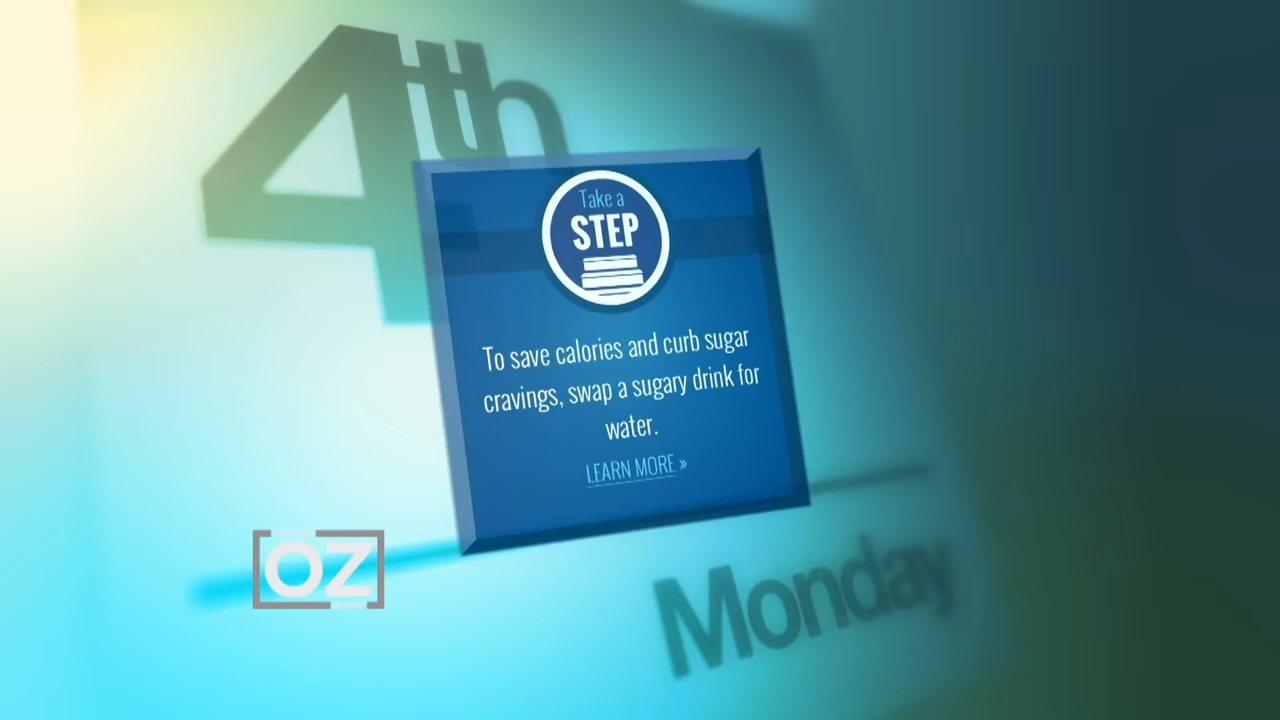 4th
Take a
STEP
To save calories and curb sugar
cravings, swap a sugary drink for
water.
LEARN MORE »
OZ
Monday